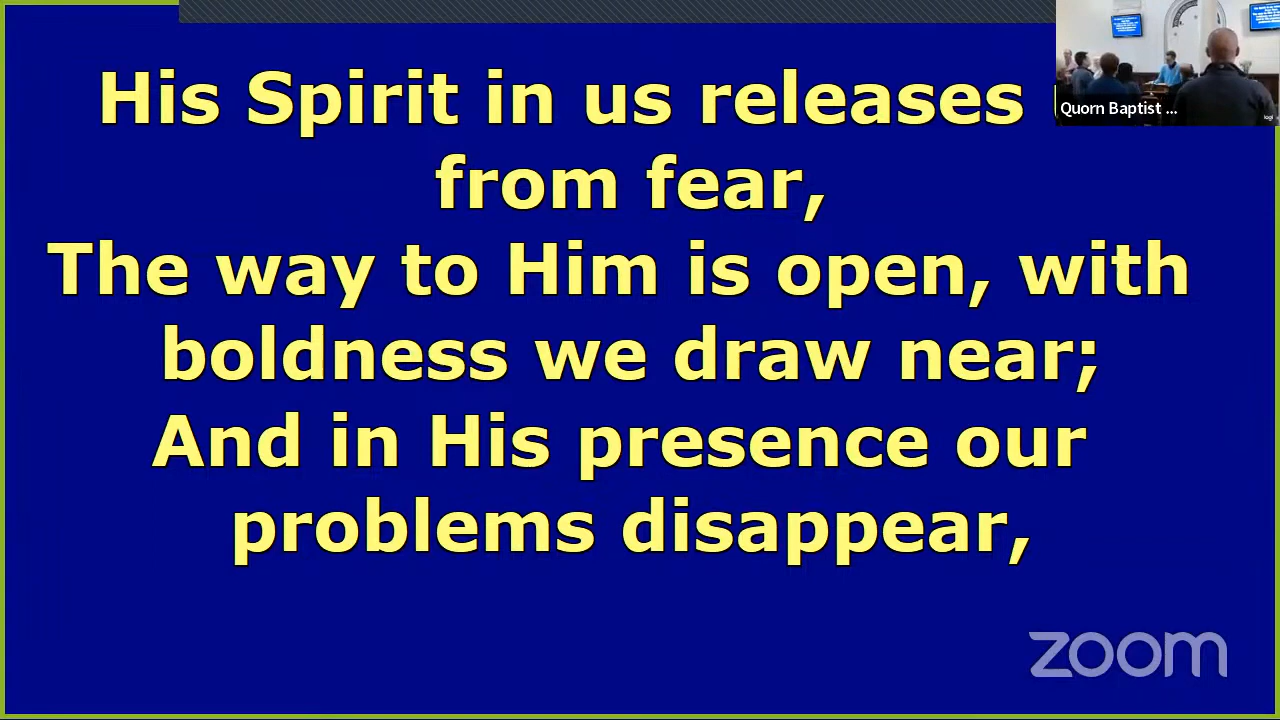 His Spirit in us releases
from fear,
The way to Him is open, with
boldness we draw near;
And in His presence our
problems disappear,
Quorn Baptist ...
zoom